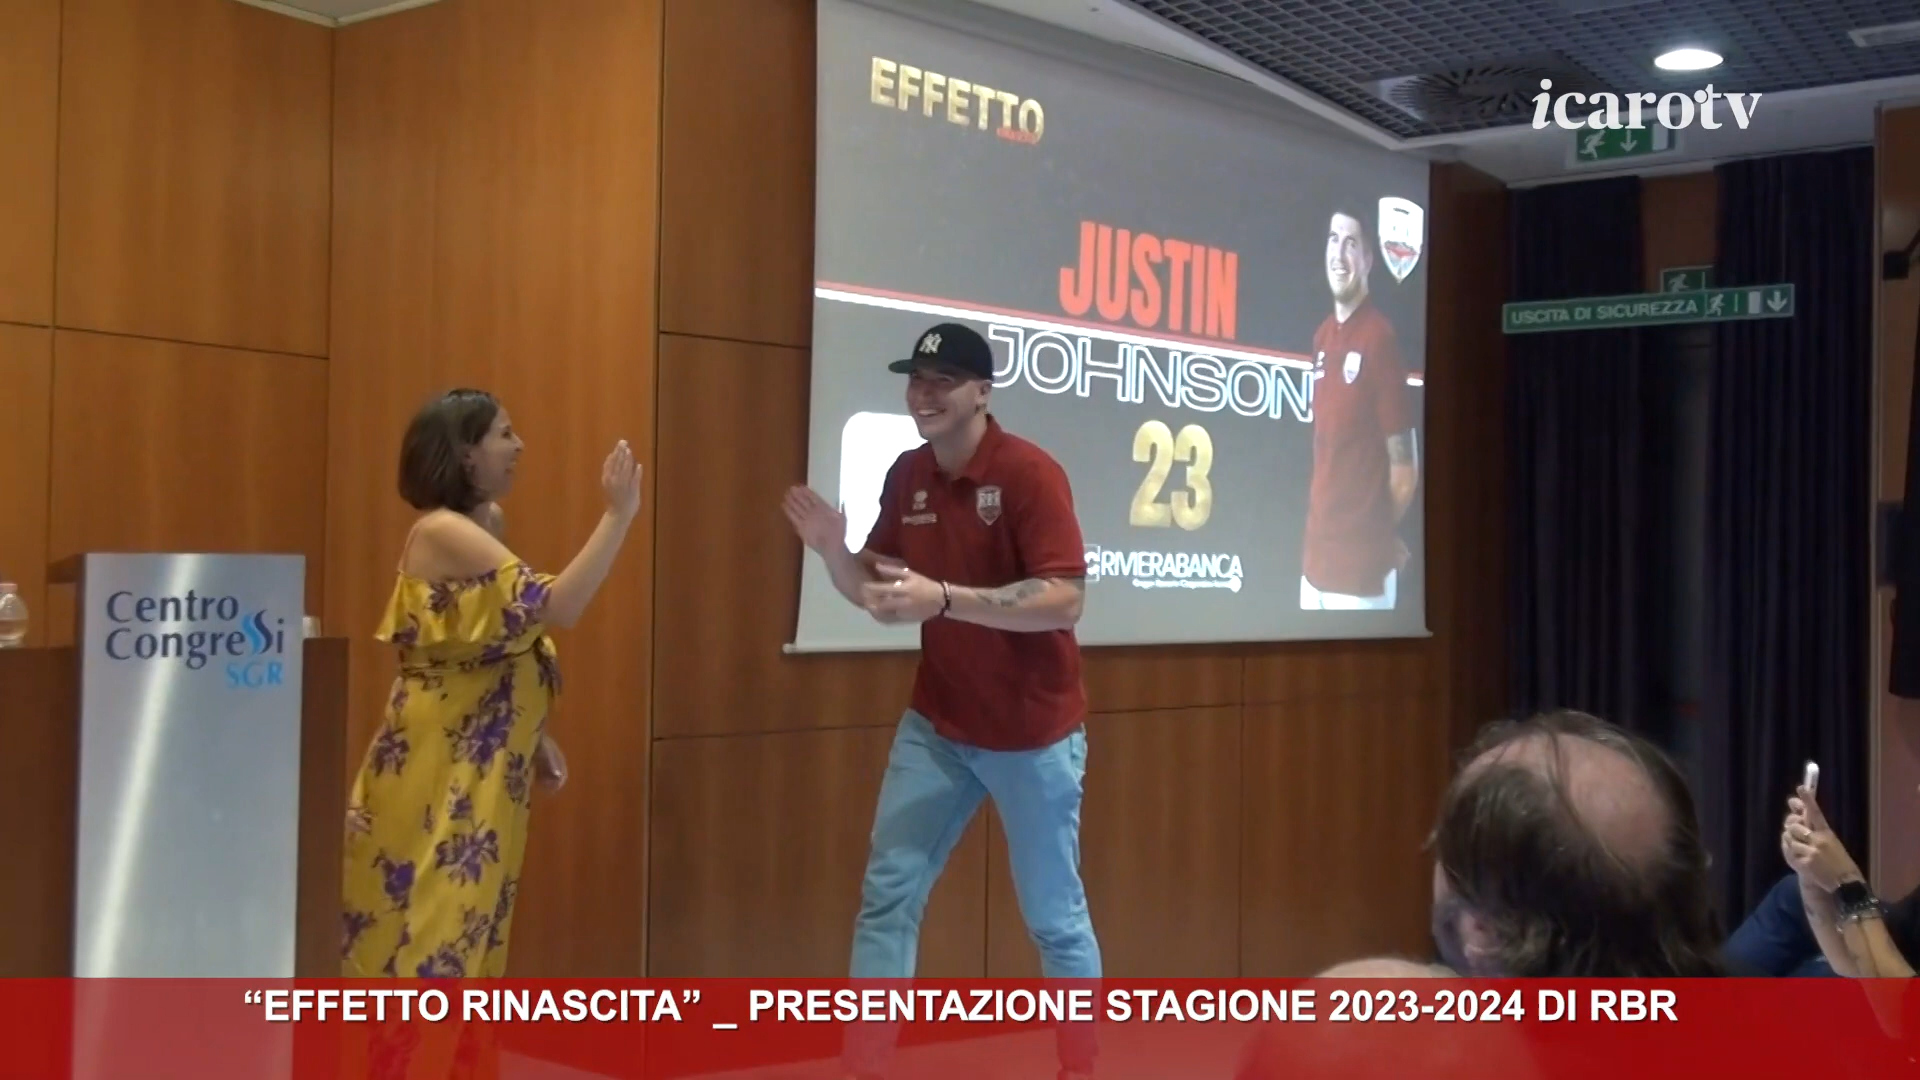 EFFETTO
icarotv
JUSTIN
JOHNSON
23
RIVIERABANCA
USCITA DI SICUREZZA
Centro
Congressi
SGR
RBR
“EFFETTO RINASCITA” _ PRESENTAZIONE STAGIONE 2023-2024 DI RBR